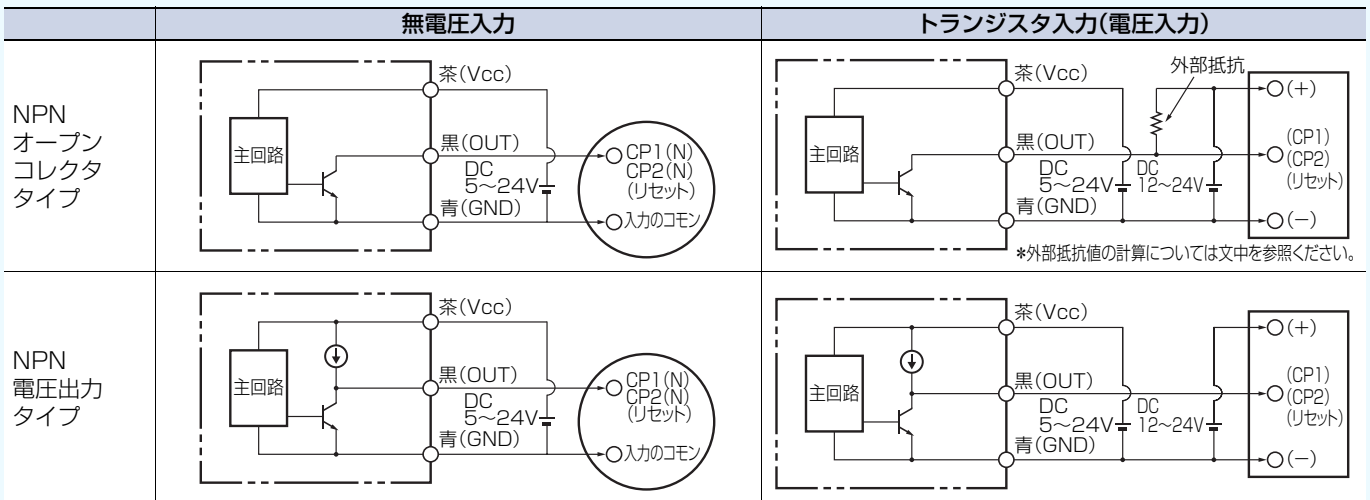 無電圧入力
トランジスタ入力(電圧入力)
NPN
オープン
コレクタ
タイプ
主回路
茶(Vcc)
黒(OUT)
DC
5〜24V
青(GND)
CP1(N)
CP2(N)
(リセット)
入力のコモン
主回路
茶(Vcc)
黒(OUT)
DC
5〜24V
青(GND)
外部抵抗
DC
12〜24V
(+)
(CP1)
(CP2)
(リセット)
(−)
*外部抵抗値の計算については文中を参照ください。
NPN
電圧出力
タイプ
主回路
茶(Vcc)
黒(OUT)
DC
5〜24V
青(GND)
CP1(N)
CP2(N)
(リセット)
入力のコモン
主回路
茶(Vcc)
黒(OUT)
DC
5〜24V
青(GND)
DC
12〜24V
(+)
(CP1)
(CP2)
(リセット)
(−)